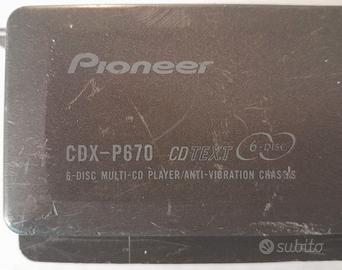 Pioneer
CDX-P670 CD TEXT 6-DISC
6-DISC MULTI-CD PLAYER/ANTI-VIBRATION CHASSIS
subito